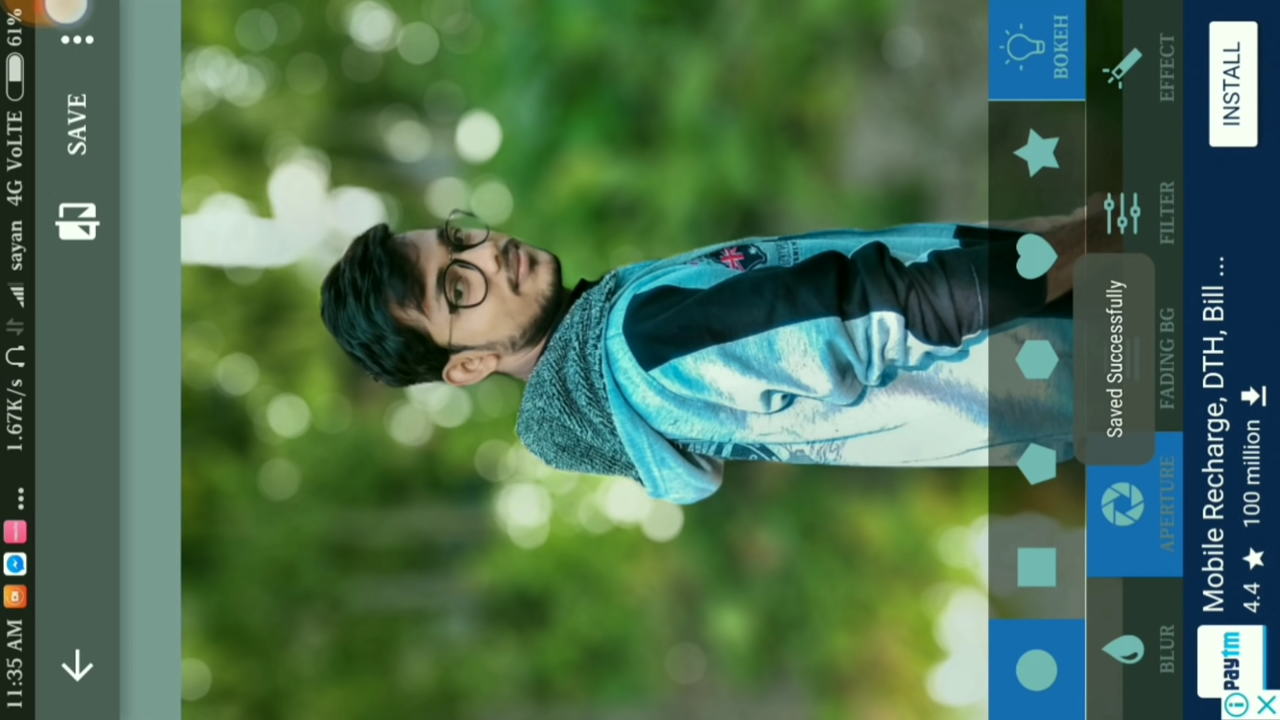 11:35 AM ... 1.67K/s sayan 4G VoLTE 61%
SAVE
BOKEH
Saved Successfully
BLUR APERTURE FADING BG FILTER EFFECT
paytm
Mobile Recharge, DTH, Bill ...
4.4 ★ 100 million
INSTALL